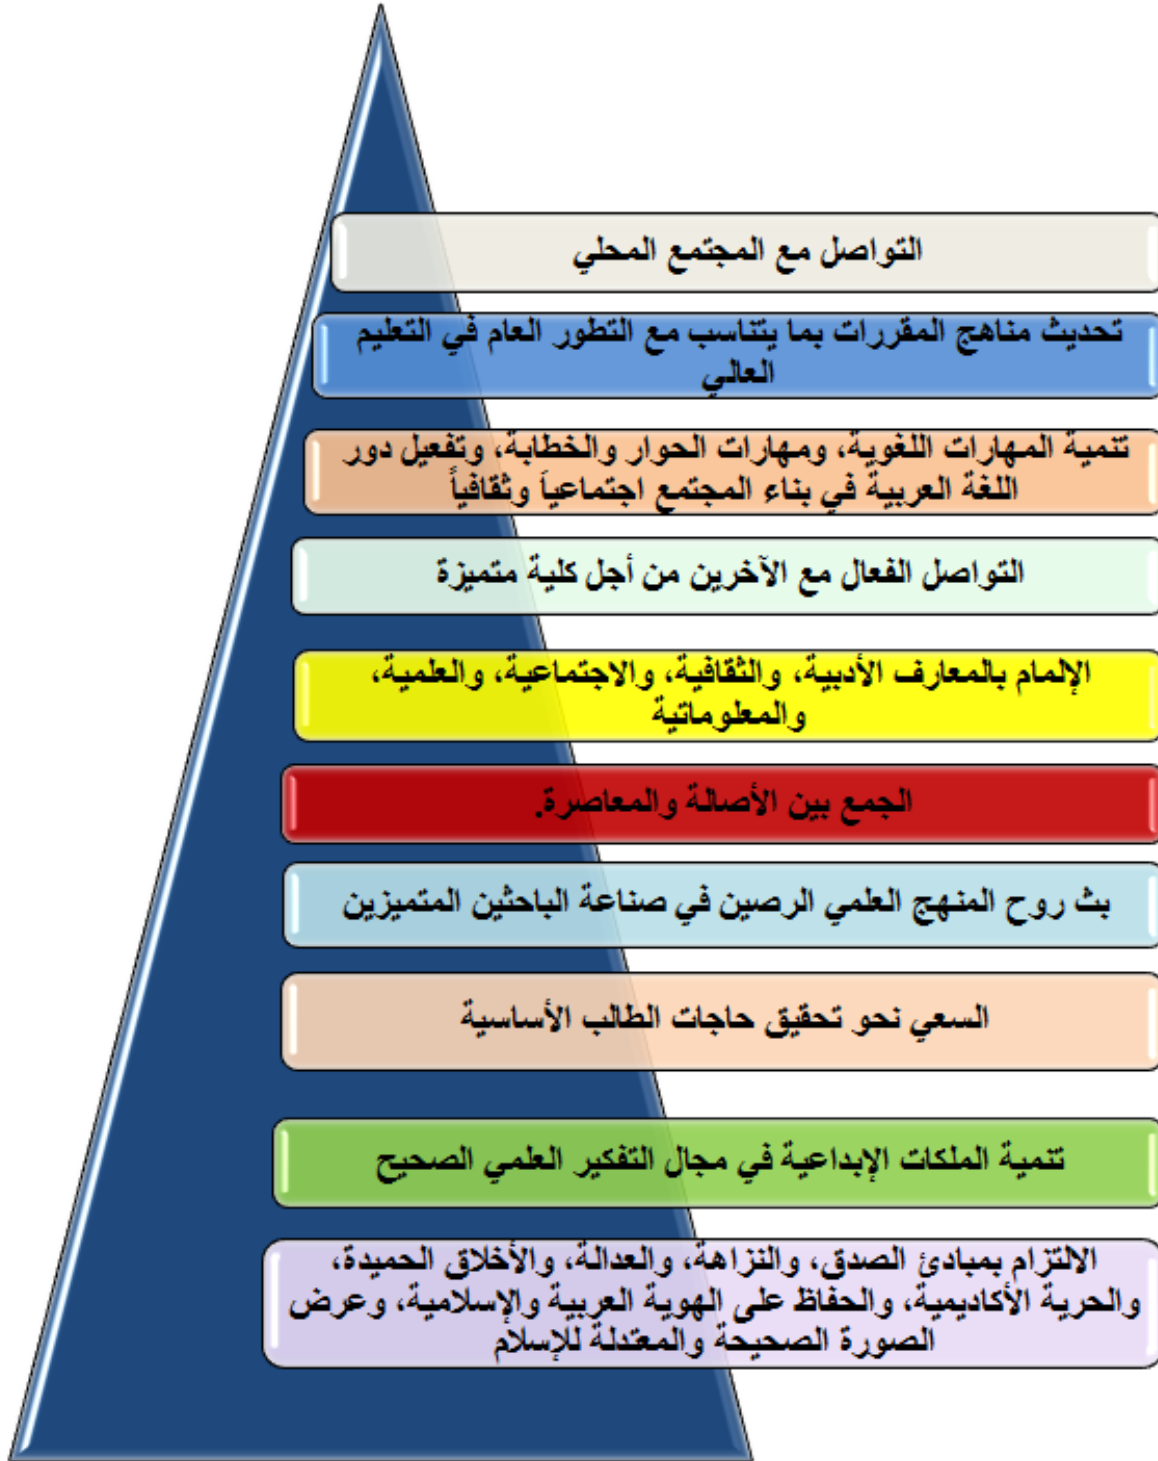 التواصل مع المجتمع المحلي
تحديث مناهج المقررات بما يتناسب مع التطور العام في التعليم
العالي
تنمية المهارات اللغوية، ومهارات الحوار والخطابة، وتفعيل دور
اللغة العربية في بناء المجتمع اجتماعياً وثقافياً
التواصل الفعال مع الآخرين من أجل كلية متميزة
الإلمام بالمعارف الأدبية، والثقافية، والاجتماعية، والعلمية،
والمعلوماتية
الجمع بين الأصالة والمعاصرة.
بث روح المنهج العلمي الرصين في صناعة الباحثين المتميزين
السعي نحو تحقيق حاجات الطالب الأساسية
تنمية الملكات الإبداعية في مجال التفكير العلمي الصحيح
الالتزام بمبادئ الصدق، والنزاهة، والعدالة، والأخلاق الحميدة،
والحرية الأكاديمية، والحفاظ على الهوية العربية والإسلامية، وعرض
الصورة الصحيحة والمعتدلة للإسلام